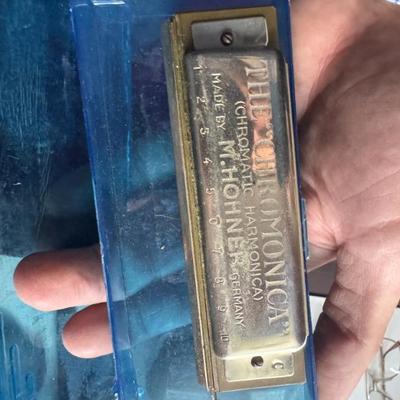 THE "CHROMONICA"
(CHROMATIC HARMONICA)
MADE BY M. HOHNER GERMANY
1 2 3 4 5 6 7 8 9 10
C